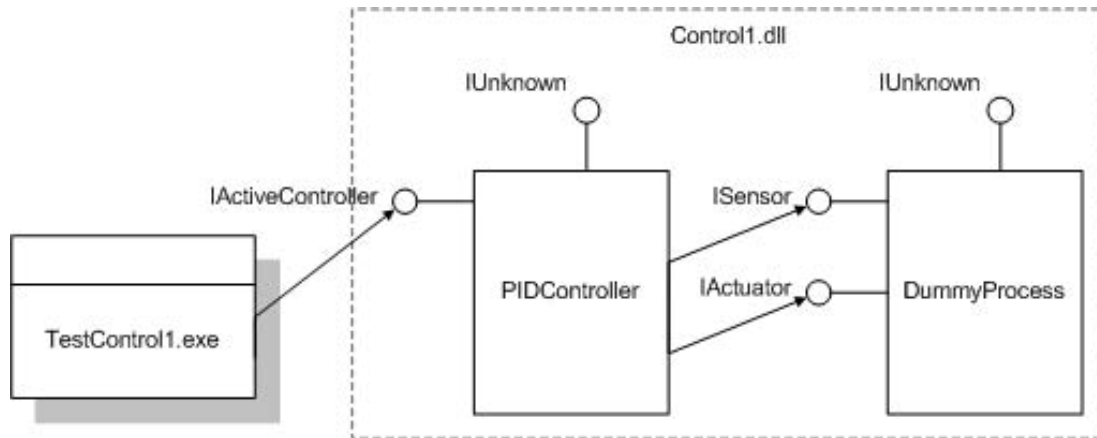 Control1.dll
IUnknown
IUnknown
IActiveController
ISensor
IActuator
PIDController
DummyProcess
TestControl1.exe